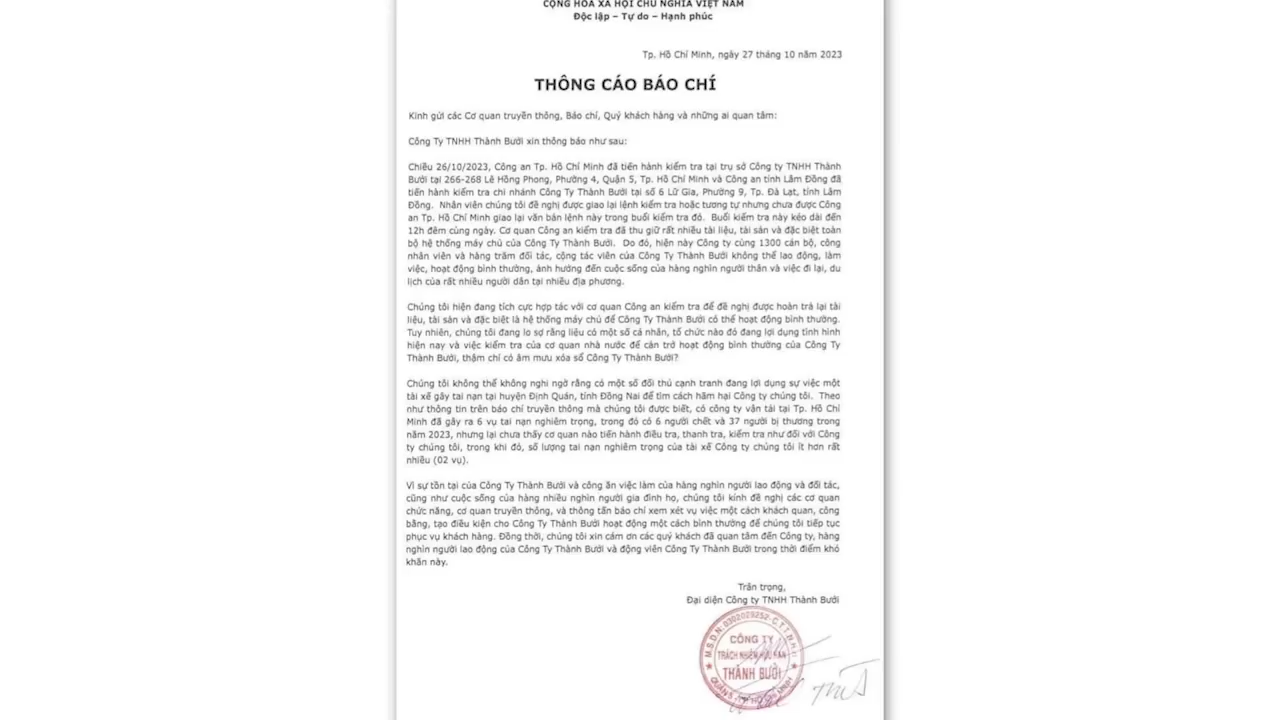 CỘNG HÒA XÃ HỘI CHỦ NGHĨA VIỆT NAM
Độc lập – Tự do – Hạnh phúc
Tp. Hồ Chí Minh, ngày 27 tháng 10 năm 2023
THÔNG CÁO BÁO CHÍ
Kính gửi các Cơ quan truyền thông, Báo chí, Quý khách hàng và những ai quan tâm:
Công Ty TNHH Thành Bưởi xin thông báo như sau:
Chiều 26/10/2023, Công an Tp. Hồ Chí Minh đã tiến hành kiểm tra tại trụ sở Công ty TNHH Thành
Bưởi tại 266-268 Lê Hồng Phong, Phường 4, Quận 5, Tp. Hồ Chí Minh và Công an tỉnh Lâm Đồng đã
tiến hành kiểm tra chi nhánh Công Ty Thành Bưởi tại số 6 Lữ Gia, Phường 9, Tp. Đà Lạt, tỉnh Lâm
Đồng. Nhân viên chúng tôi đề nghị được giao lại lệnh kiểm tra hoặc tương tự nhưng chưa được Công
an Tp. Hồ Chí Minh giao lại văn bản lệnh này trong buổi kiểm tra đó. Buổi kiểm tra này kéo dài đến
12h đêm cùng ngày. Cơ quan Công an kiểm tra đã thu giữ rất nhiều tài liệu, tài sản và đặc biệt toàn
bộ hệ thống máy chủ của Công Ty Thành Bưởi. Do đó, hiện này Công ty cùng 1300 cán bộ, công
nhân viên và hàng trăm đối tác, cộng tác viên của Công Ty Thành Bưởi không thể lao động, làm
việc, hoạt động bình thường, ảnh hưởng đến cuộc sống của hàng nghìn người thân và việc đi lại, du
lịch của rất nhiều người dân tại nhiều địa phương.
Chúng tôi hiện đang tích cực hợp tác với cơ quan Công an kiểm tra để đề nghị được hoàn trả lại tài
liệu, tài sản và đặc biệt là hệ thống máy chủ để Công Ty Thành Bưởi có thể hoạt động bình thường.
Tuy nhiên, chúng tôi đang lo sợ rằng liệu có một số cá nhân, tổ chức nào đó đang lợi dụng tình hình
hiện nay và việc kiểm tra của cơ quan nhà nước để cản trở hoạt động bình thường của Công Ty
Thành Bưởi, thậm chí có âm mưu xóa sổ Công Ty Thành Bưởi?
Chúng tôi không thể không nghi ngờ rằng có một số đối thủ cạnh tranh đang lợi dụng sự việc một
tài xế gây tai nạn tại huyện Định Quán, tỉnh Đồng Nai để tìm cách hãm hại Công ty chúng tôi. Theo
như thông tin trên báo chí truyền thông mà chúng tôi được biết, có công ty vận tải tại Tp. Hồ Chí
Minh đã gây ra 6 vụ tai nạn nghiêm trọng, trong đó có 6 người chết và 37 người bị thương trong
năm 2023, nhưng lại chưa thấy cơ quan nào tiến hành điều tra, thanh tra, kiểm tra như đối với Công
ty chúng tôi, trong khi đó, số lượng tai nạn nghiêm trọng của tài xế Công ty chúng tôi ít hơn rất
nhiều (02 vụ).
Vì sự tồn tại của Công Ty Thành Bưởi và công ăn việc làm của hàng nghìn người lao động và đối tác,
cũng như cuộc sống của hàng nhiều nghìn người gia đình họ, chúng tôi kính đề nghị các cơ quan
chức năng, cơ quan truyền thông, và thông tấn báo chí xem xét vụ việc một cách khách quan, công
bằng, tạo điều kiện cho Công Ty Thành Bưởi hoạt động một cách bình thường để chúng tôi tiếp tục
phục vụ khách hàng. Đồng thời, chúng tôi xin cám ơn các quý khách đã quan tâm đến Công ty, hàng
nghìn người lao động của Công Ty Thành Bưởi và động viên Công Ty Thành Bưởi trong thời điểm khó
khăn này.
Trân trọng,
Đại diện Công ty TNHH Thành Bưởi
M.S.D.N: 0302029252-C.T.T.N.H.H
CÔNG TY
TRÁCH NHIỆM HỮU HẠN
THÀNH BƯỞI